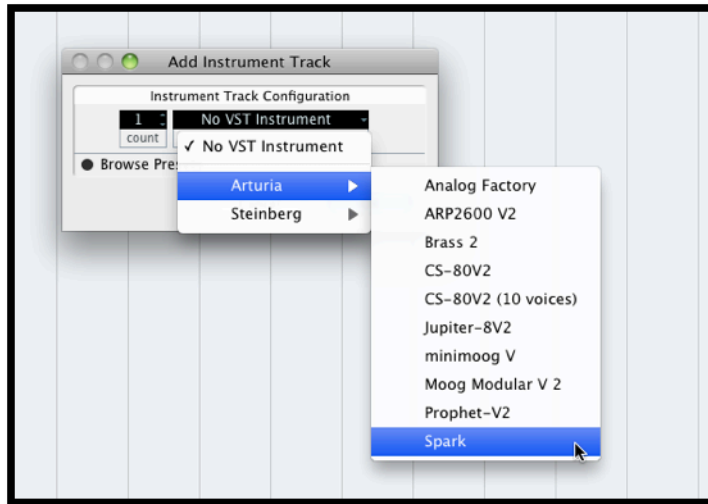 Add Instrument Track
Instrument Track Configuration
1 No VST Instrument
count
✓ No VST Instrument
Browse Pre
Arturia
Steinberg
Analog Factory
ARP2600 V2
Brass 2
CS-80V2
CS-80V2 (10 voices)
Jupiter-8V2
minimoog V
Moog Modular V 2
Prophet-V2
Spark